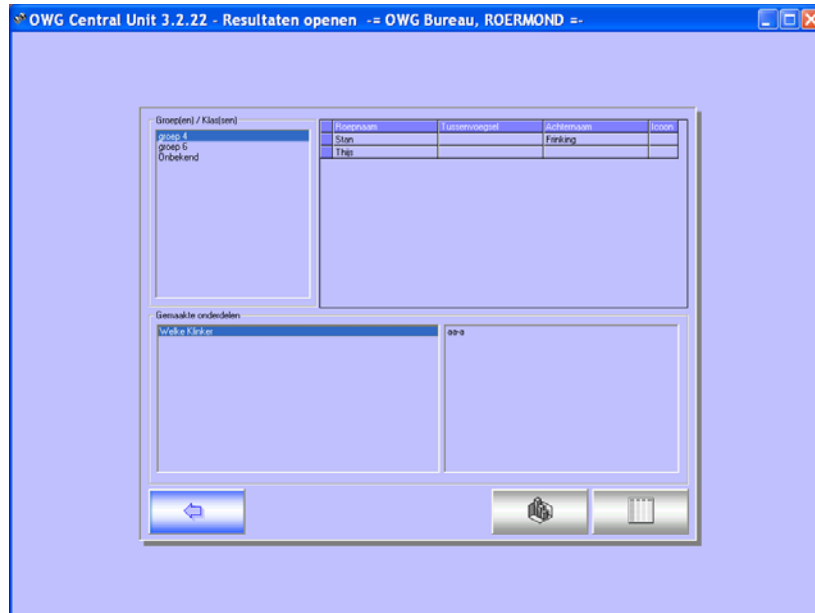 OWG Central Unit 3.2.22 - Resultaten openen -= OWG Bureau, ROERMOND =-
Groep(en) / Klas(sen)
groep 4
groep 6
Onbekend
Roepnaam Tussenvoegsel Achternaam Icoon
Stan Frinking
Thijs
Gemaakte onderdelen
Welke Klinker
aa-a